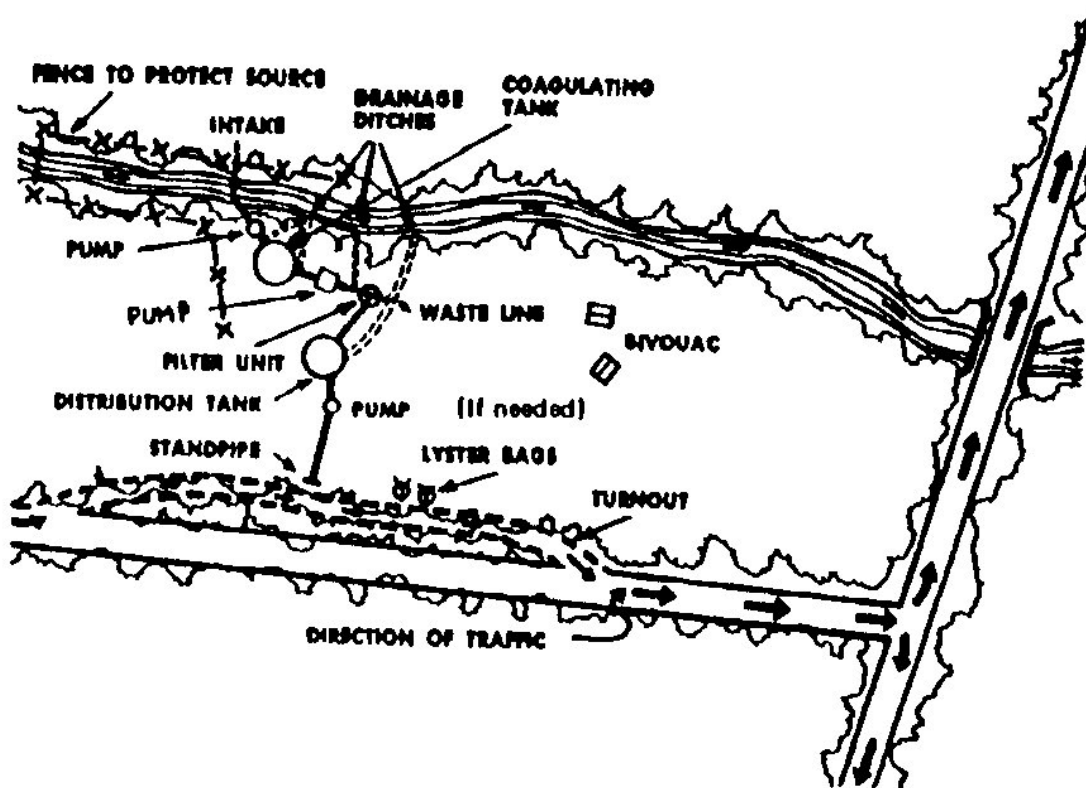 FENCE TO PROTECT SOURCE
INTAKE
DRAINAGE
DITCHES
COAGULATING
TANK
PUMP
PUMP
WASTE LINE
FILTER UNIT
BIVOUAC
DISTRIBUTION TANK
PUMP (If needed)
STANDPIPE
LYSTER BAGS
TURNOUT
DIRECTION OF TRAFFIC